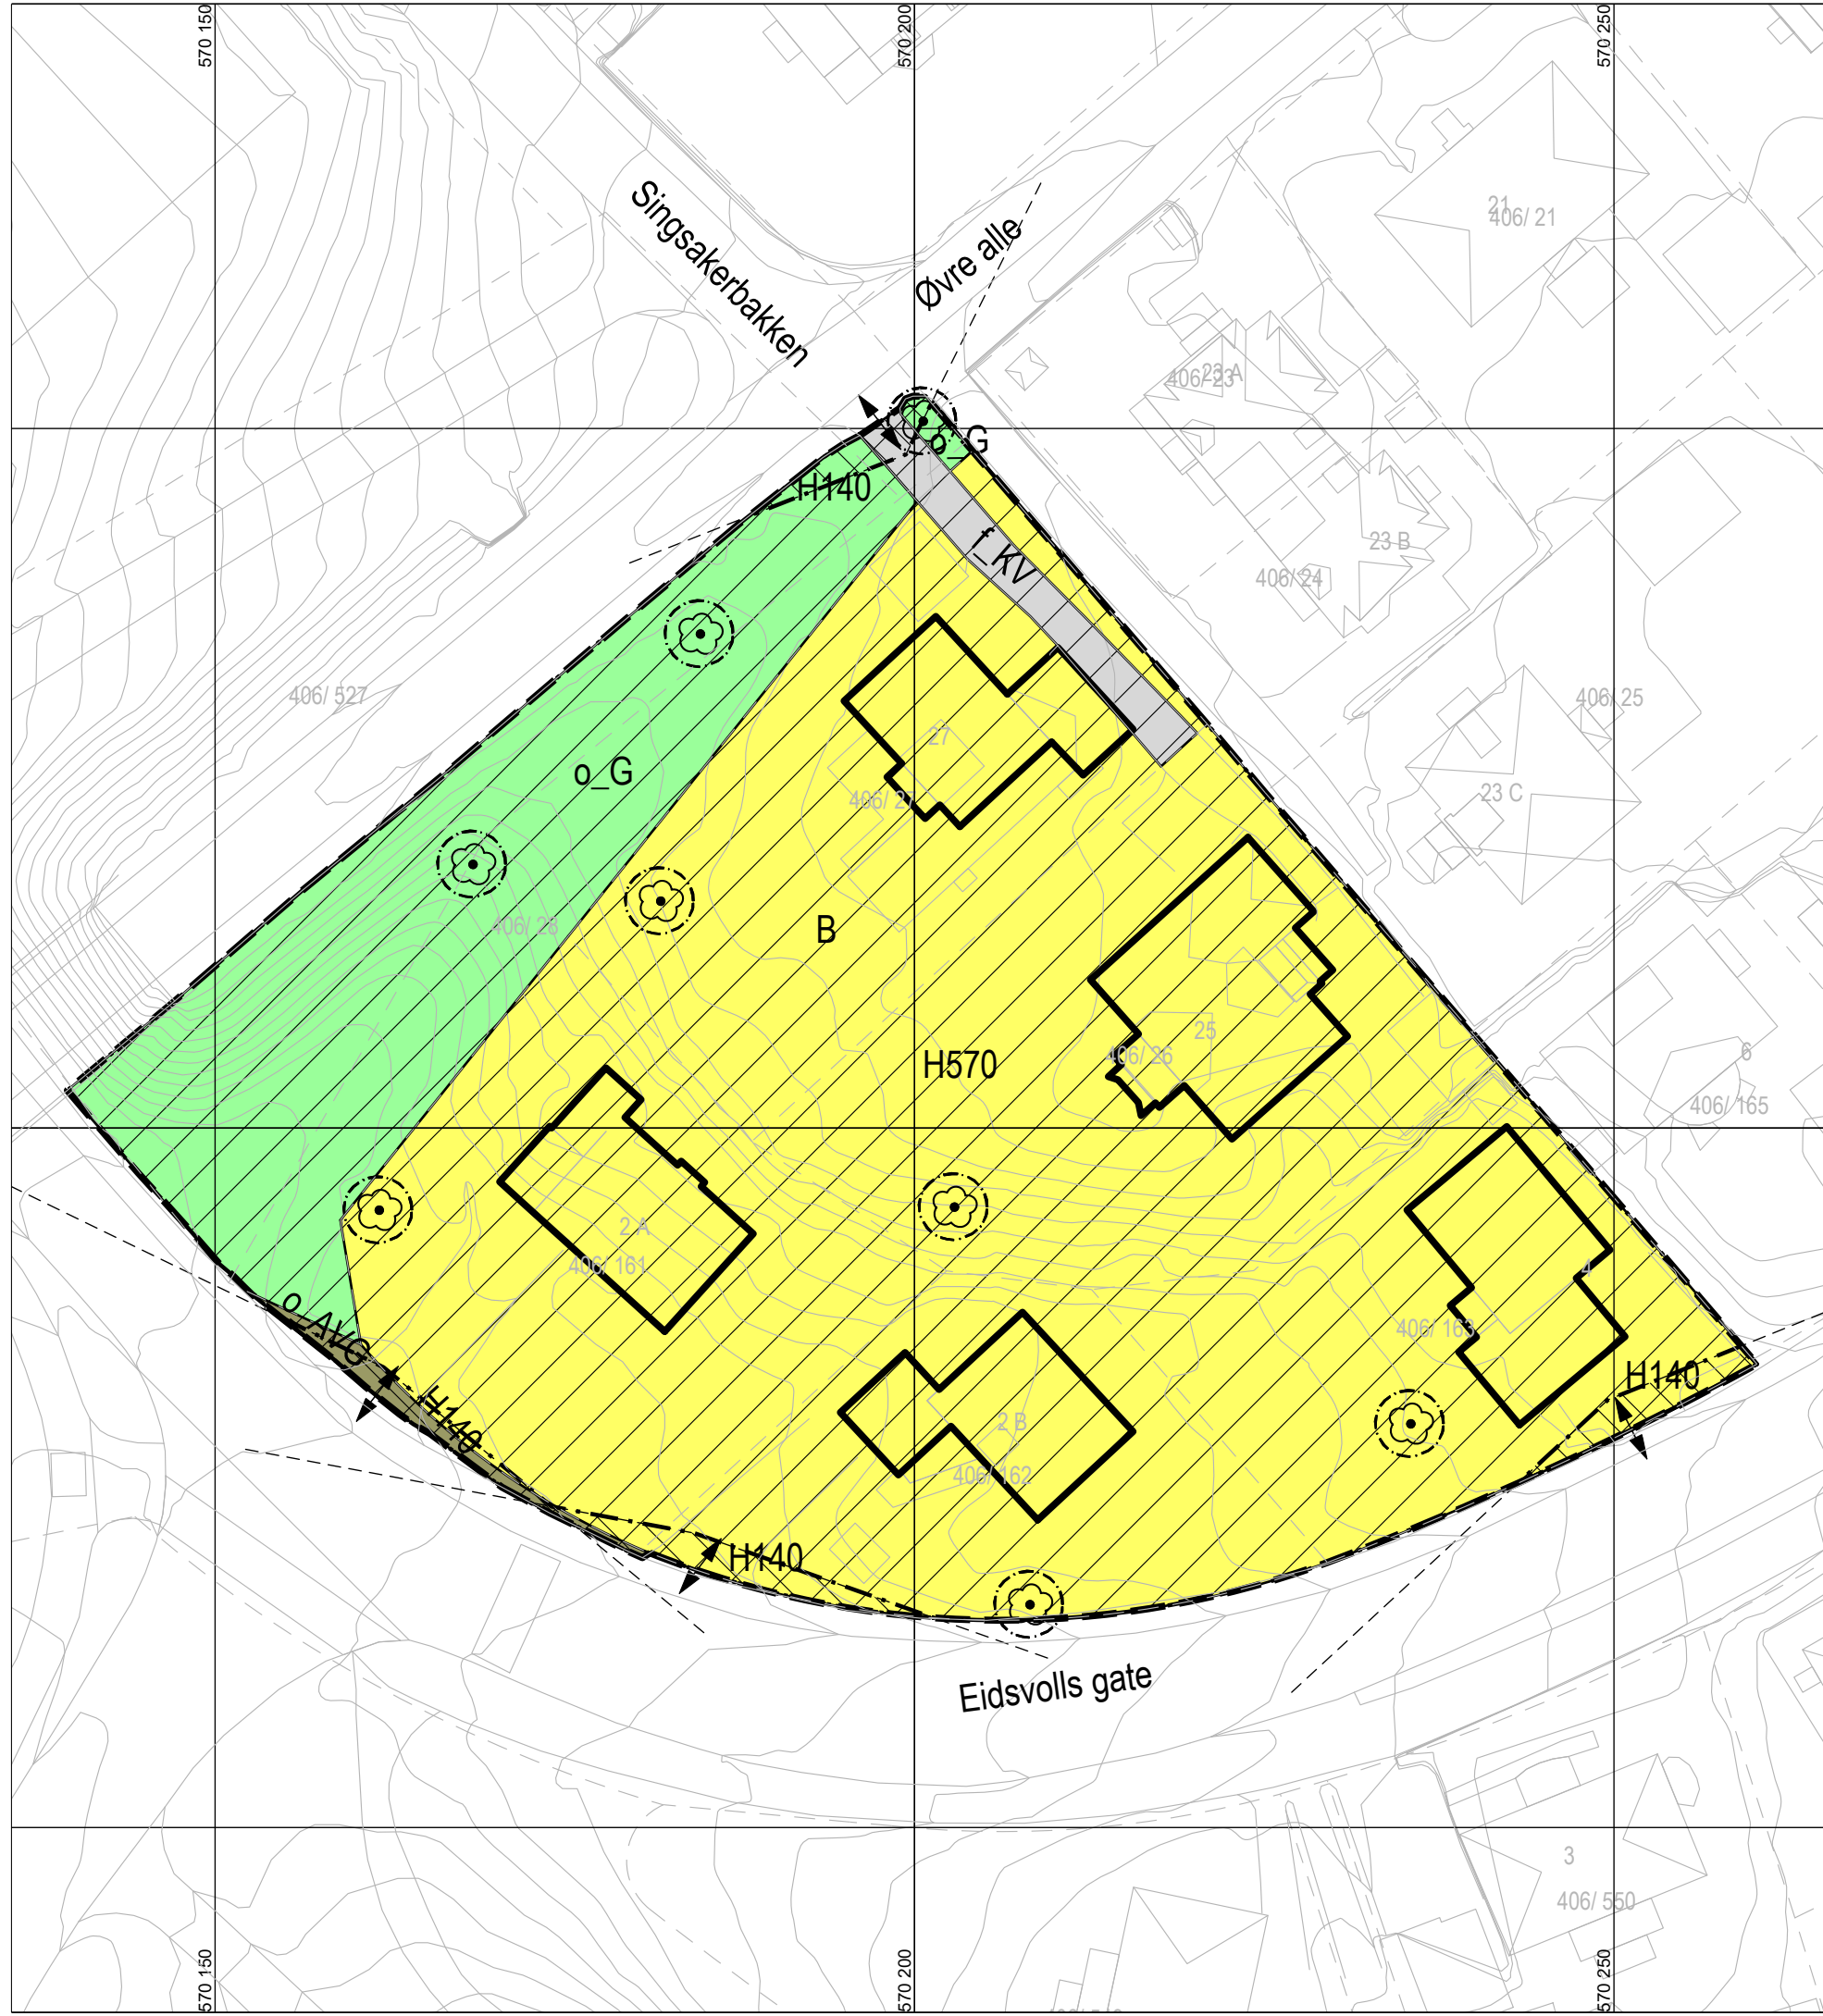 570 150
570 200
570 250
Singsakerbakken
Øvre alle
21
406/ 21
23 A
406/ 23
o_G
H140
f_KV
23 B
406/ 24
406/ 527
406/ 25
27
406/ 27
o_G
23 C
406/ 28
B
25
406/ 26
H570
6
406/ 165
2 A
406/ 161
4
406/ 163
o_AVG
H140
H140
2 B
406/ 162
H140
Eidsvolls gate
3
406/ 550
570 150
570 200
570 250